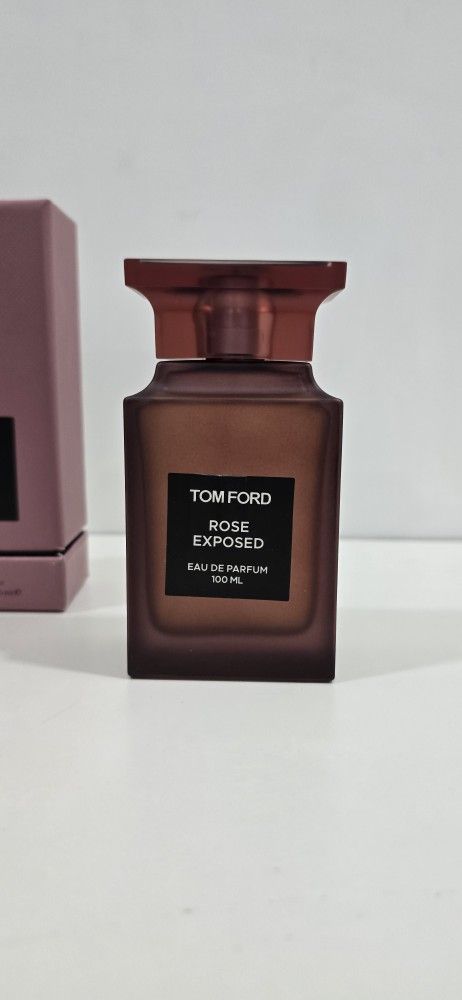 TOM FORD
ROSE
EXPOSED
EAU DE PARFUM
100 ML